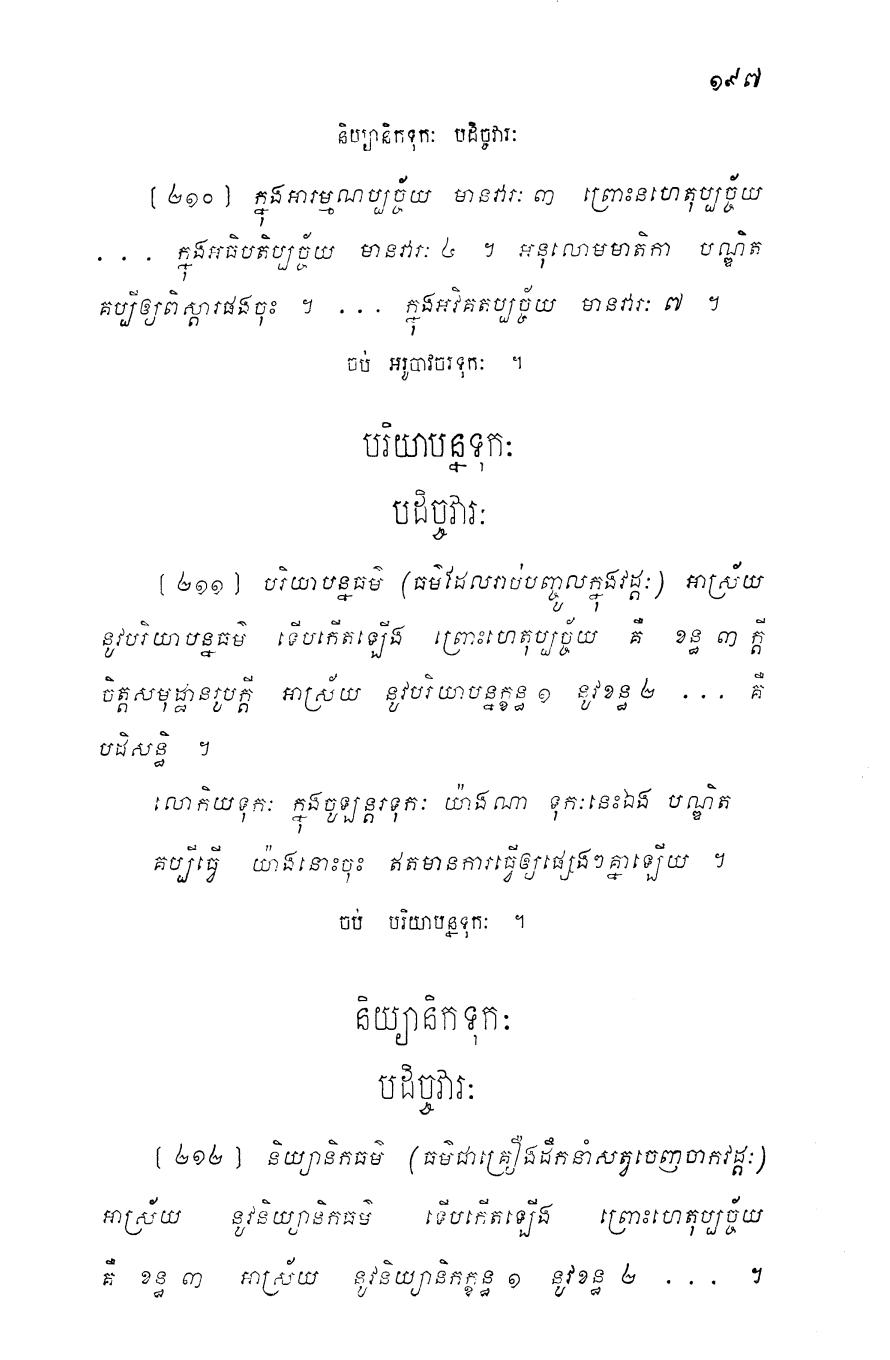 ១៩៧
និយ្យានិកទុកៈ បដិច្ចវារៈ
[ ២១០ ] ក្នុងអារម្មណប្បច្ច័យ មានវារៈ ៣ ព្រោះនហេតុប្បច្ច័យ
. . . ក្នុងអធិបតិប្បច្ច័យ មានវារៈ ៤ ។ អនុលោមមាតិកា បណ្ឌិត
គប្បីឲ្យពិស្តារផងចុះ ។ . . . ក្នុងអវិគតប្បច្ច័យ មានវារៈ ៧ ។
ចប់ អរូបាវចរទុកៈ ។
បរិយាបន្នទុកៈ
បដិច្ចវារៈ
[ ២១១ ] បរិយាបន្នធម៌ (ធម៌ដែលរាប់បញ្ចូលក្នុងវដ្តៈ) អាស្រ័យ
នូវបរិយាបន្នធម៌ ទើបកើតឡើង ព្រោះហេតុប្បច្ច័យ គឺ ខន្ធ ៣ ក្តី
ចិត្តសមុដ្ឋានរូបក្តី អាស្រ័យ នូវបរិយាបន្នក្ខន្ធ ១ នូវខន្ធ ២ . . . គឺ
បដិសន្ធិ ។
លោកិយទុកៈ ក្នុងចូឡន្តរទុកៈ យ៉ាងណា ទុកៈនេះឯង បណ្ឌិត
គប្បីធ្វើ យ៉ាងនោះចុះ ឥតមានការធ្វើឲ្យផ្សេងៗគ្នាឡើយ ។
ចប់ បរិយាបន្នទុកៈ ។
និយ្យានិកទុកៈ
បដិច្ចវារៈ
[ ២១២ ] និយ្យានិកធម៌ (ធម៌ជាគ្រឿងដឹកនាំសត្វចេញចាកវដ្តៈ)
អាស្រ័យ នូវនិយ្យានិកធម៌ ទើបកើតឡើង ព្រោះហេតុប្បច្ច័យ
គឺ ខន្ធ ៣ អាស្រ័យ នូវនិយ្យានិកក្ខន្ធ ១ នូវខន្ធ ២ . . . ។